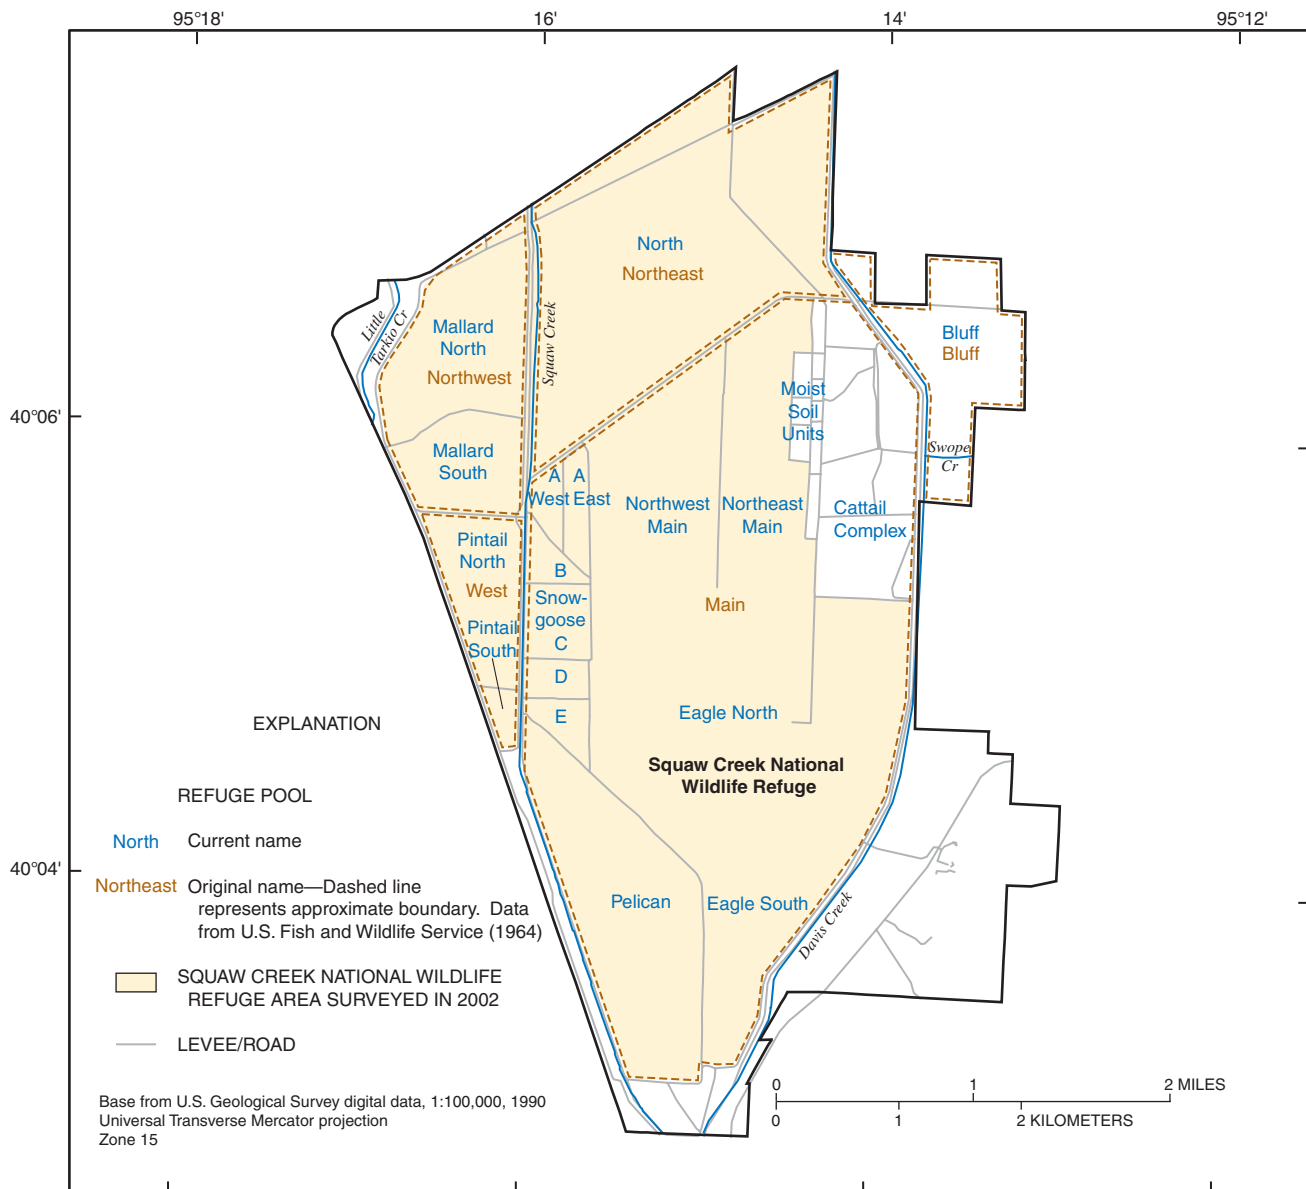 95°18'
16'
14'
95°12'
40°06'
40°04'
North
Northeast
Little
Tarkio Cr
Squaw Creek
Mallard
North
Northwest
Mallard
South
Bluff
Bluff
Moist
Soil
Units
Swope
Cr
A
West
A
East
Northwest
Main
Northeast
Main
Cattail
Complex
Pintail
North
West
Pintail
South
B
Snow-
goose
C
D
E
Main
Eagle North
Squaw Creek National
Wildlife Refuge
Pelican
Eagle South
Davis Creek
EXPLANATION
REFUGE POOL
North Current name
Northeast Original name—Dashed line
represents approximate boundary. Data
from U.S. Fish and Wildlife Service (1964)
SQUAW CREEK NATIONAL WILDLIFE
REFUGE AREA SURVEYED IN 2002
LEVEE/ROAD
Base from U.S. Geological Survey digital data, 1:100,000, 1990
Universal Transverse Mercator projection
Zone 15
0 1 2 MILES
0 1 2 KILOMETERS